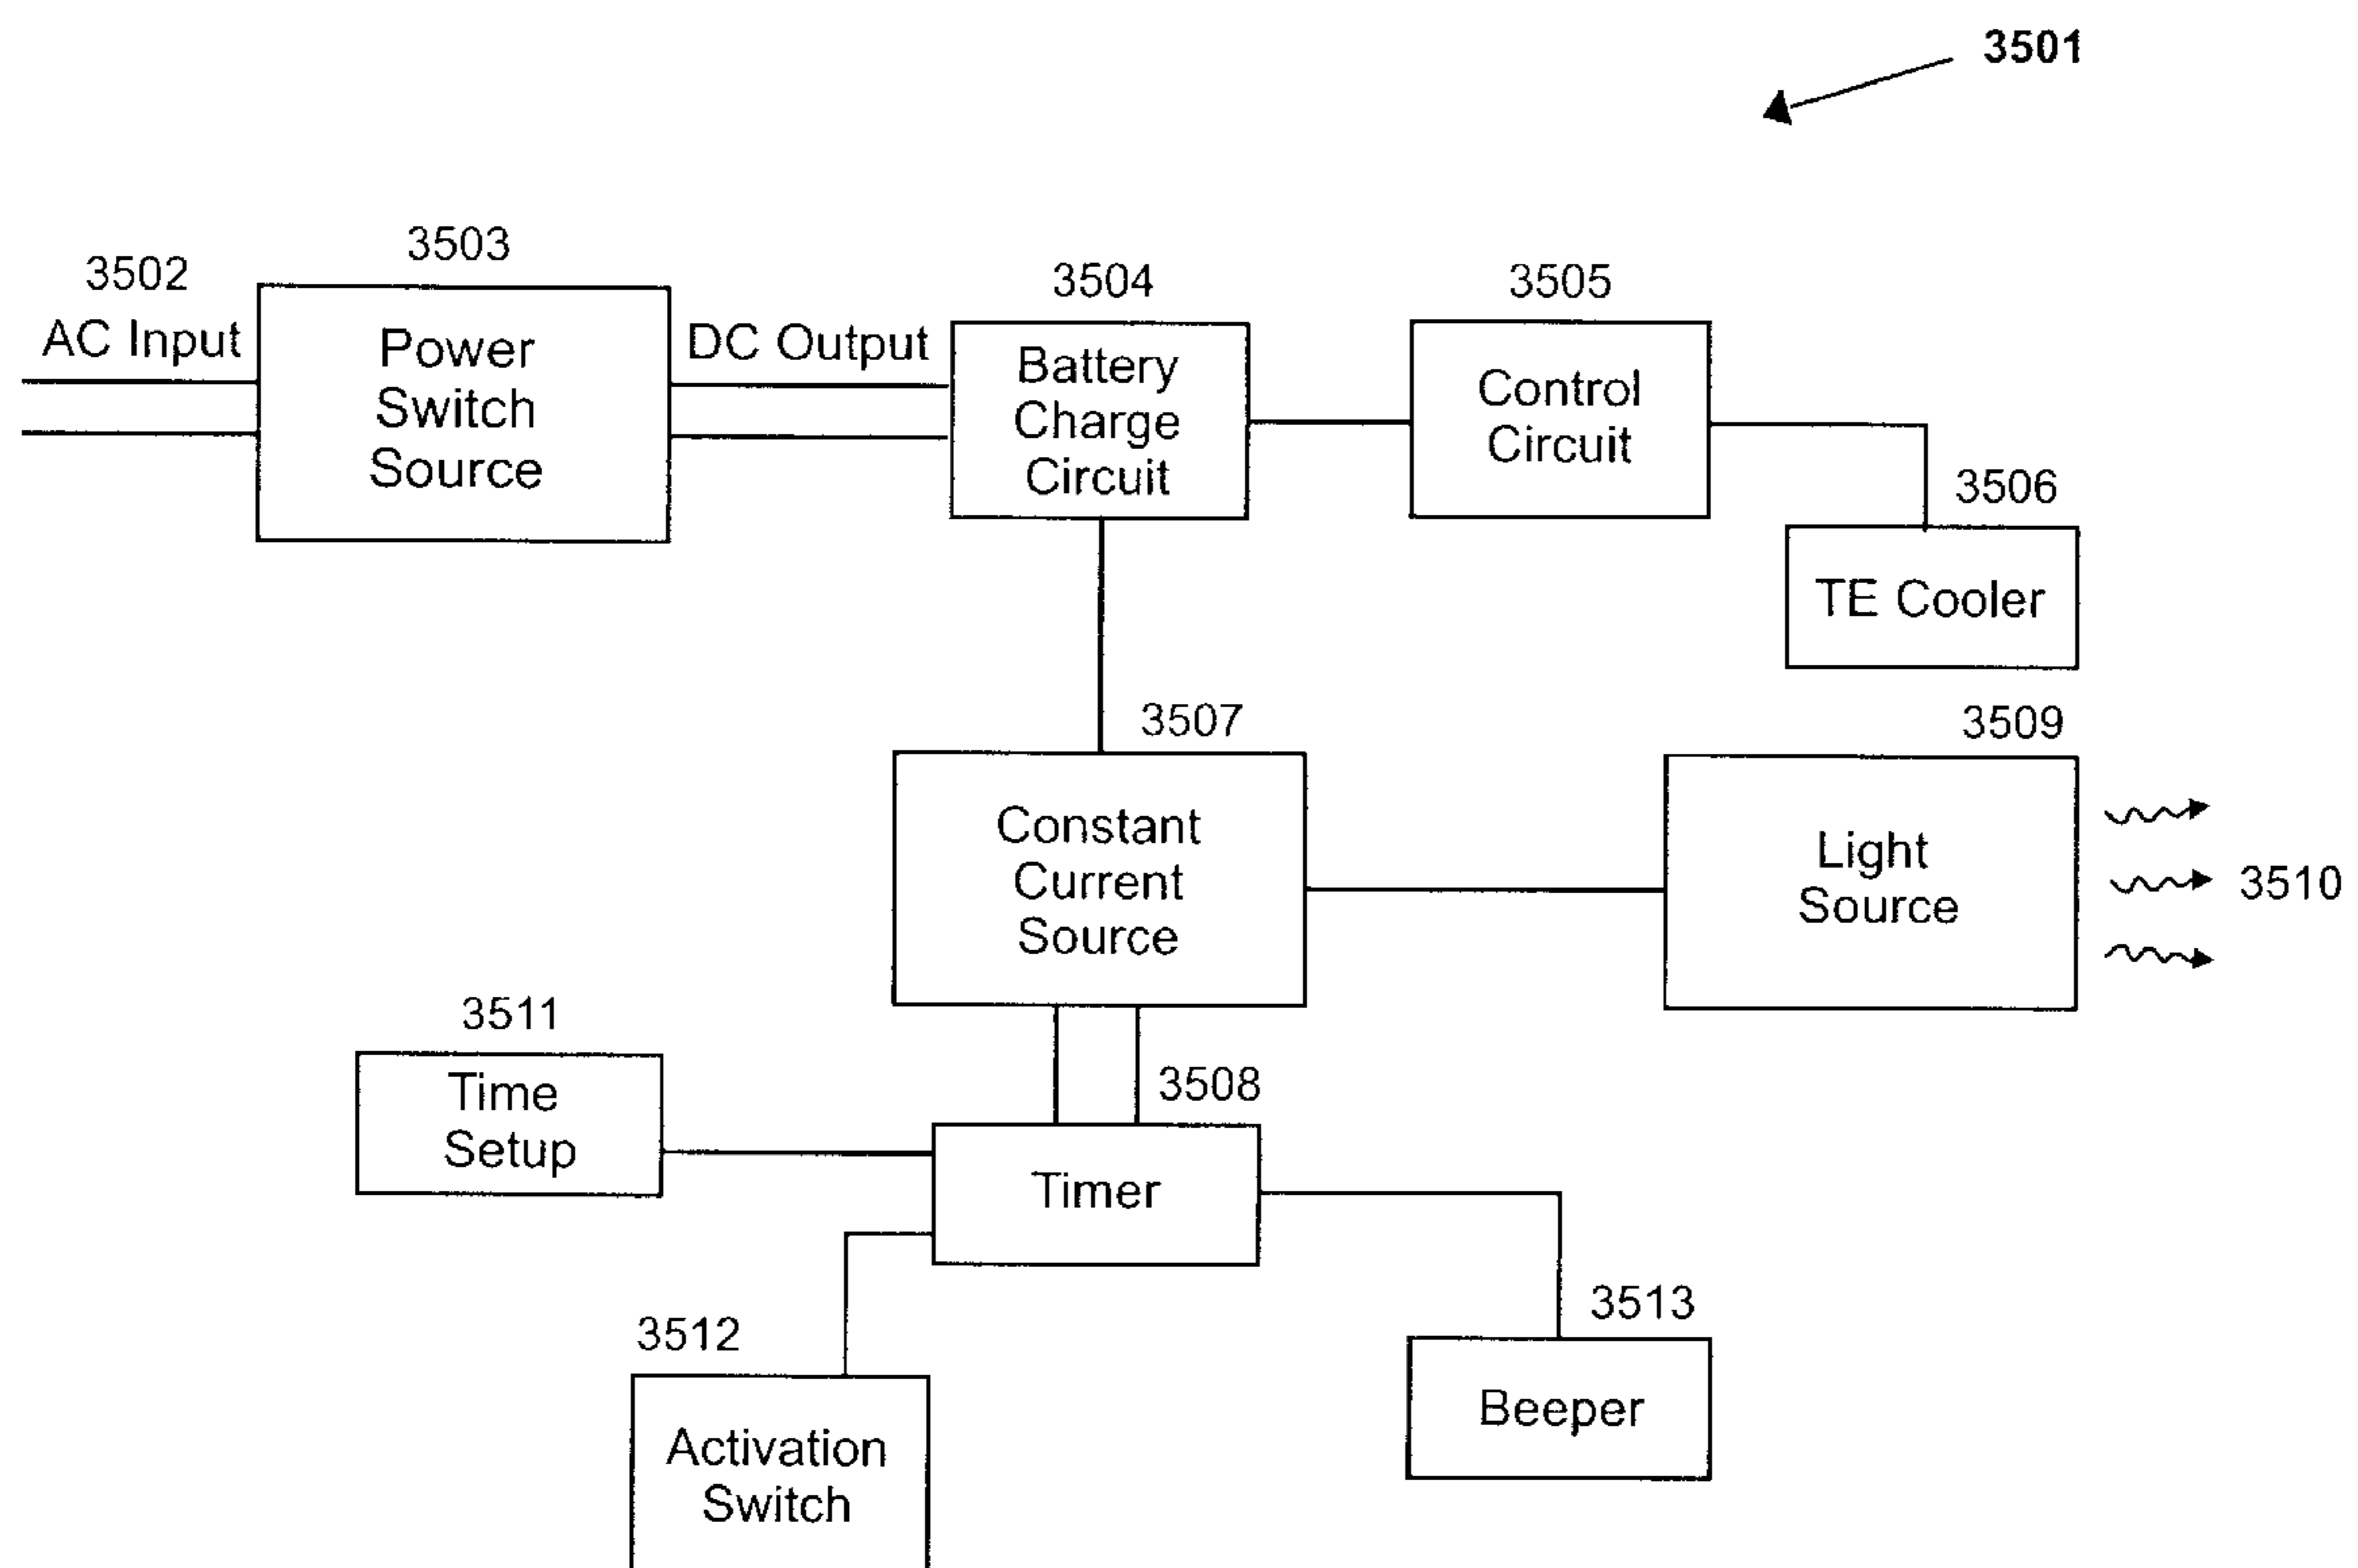 3501
3502
AC Input
3503
Power
Switch
Source
DC Output
3504
Battery
Charge
Circuit
3505
Control
Circuit
3506
TE Cooler
3507
Constant
Current
Source
3509
Light
Source
3510
3511
Time
Setup
3508
Timer
3512
Activation
Switch
3513
Beeper